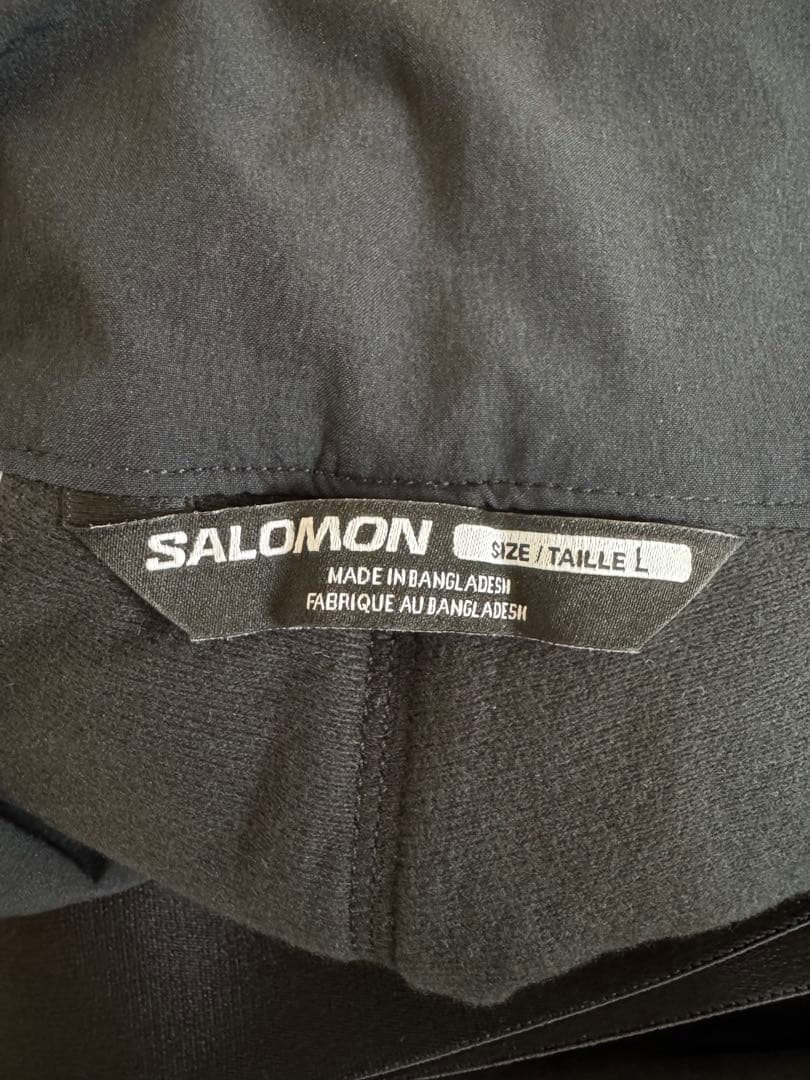 SALOMON SIZE / TAILLE L
MADE IN BANGLADESH
FABRIQUE AU BANGLADESH